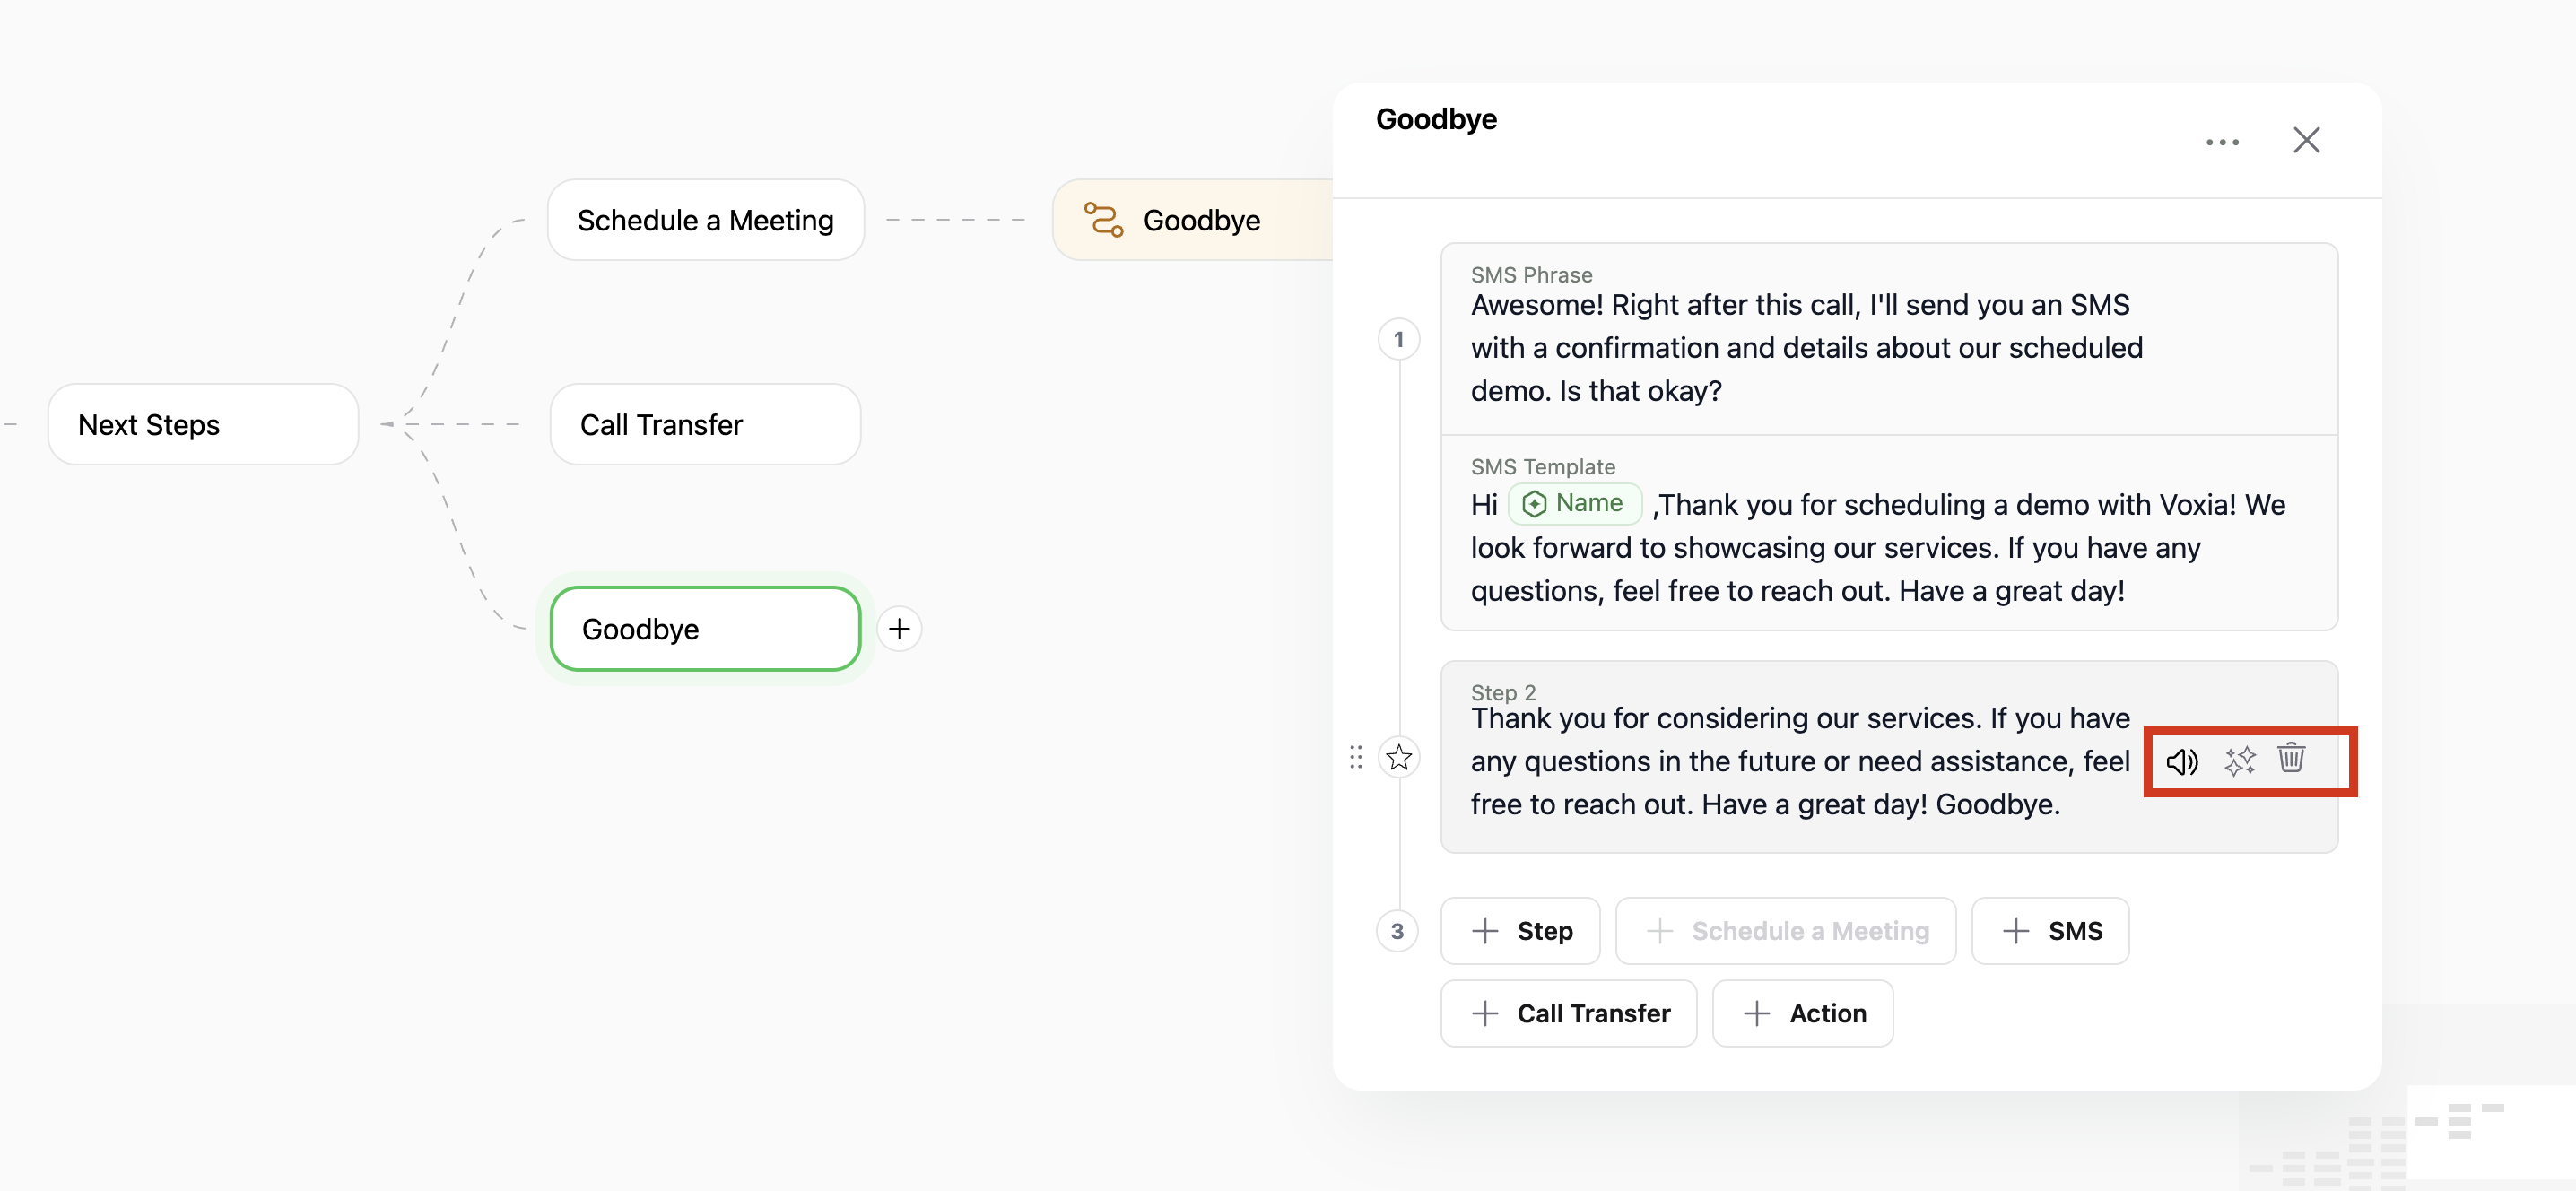 Next Steps
Schedule a Meeting
Call Transfer
Goodbye
Goodbye
Goodbye
1
SMS Phrase
Awesome! Right after this call, I'll send you an SMS
with a confirmation and details about our scheduled
demo. Is that okay?
SMS Template
Hi Name ,Thank you for scheduling a demo with Voxia! We
look forward to showcasing our services. If you have any
questions, feel free to reach out. Have a great day!
Step 2
Thank you for considering our services. If you have
any questions in the future or need assistance, feel
free to reach out. Have a great day! Goodbye.
3
Step
Schedule a Meeting
SMS
Call Transfer
Action